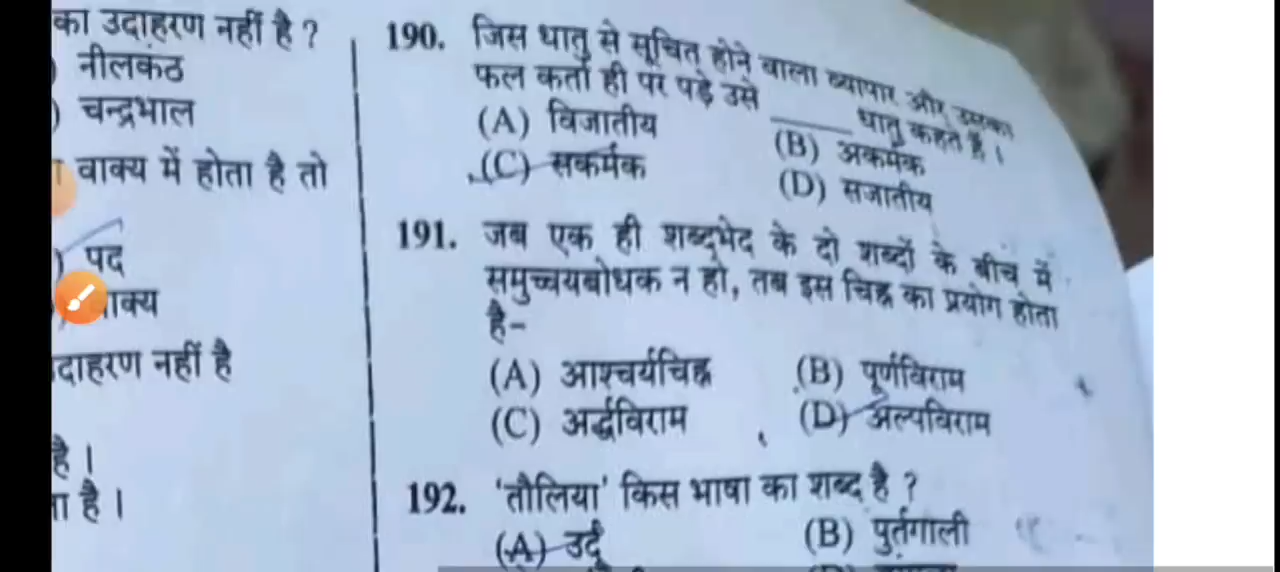 का उदाहरण नहीं है ?
नीलकंठ
) चन्द्रभाल
वाक्य में होता है तो
) पद
वाक्य
दाहरण नहीं है
है ।
है ।
190. जिस धातु से सूचित होने वाला व्यापार और उसका
फल कर्ता ही पर पड़े उसे ______ धातु कहते हैं ।
(A) विजातीय (B) अकर्मक
(C) सकर्मक (D) सजातीय
191. जब एक ही शब्दभेद के दो शब्दों के बीच में
समुच्चयबोधक न हो, तब इस चिह्न का प्रयोग होता
है-
(A) आश्चर्यचिह्न (B) पूर्णविराम
(C) अर्द्धविराम (D) अल्पविराम
192. 'तौलिया' किस भाषा का शब्द है ?
(A) उर्दू (B) पुर्तगाली